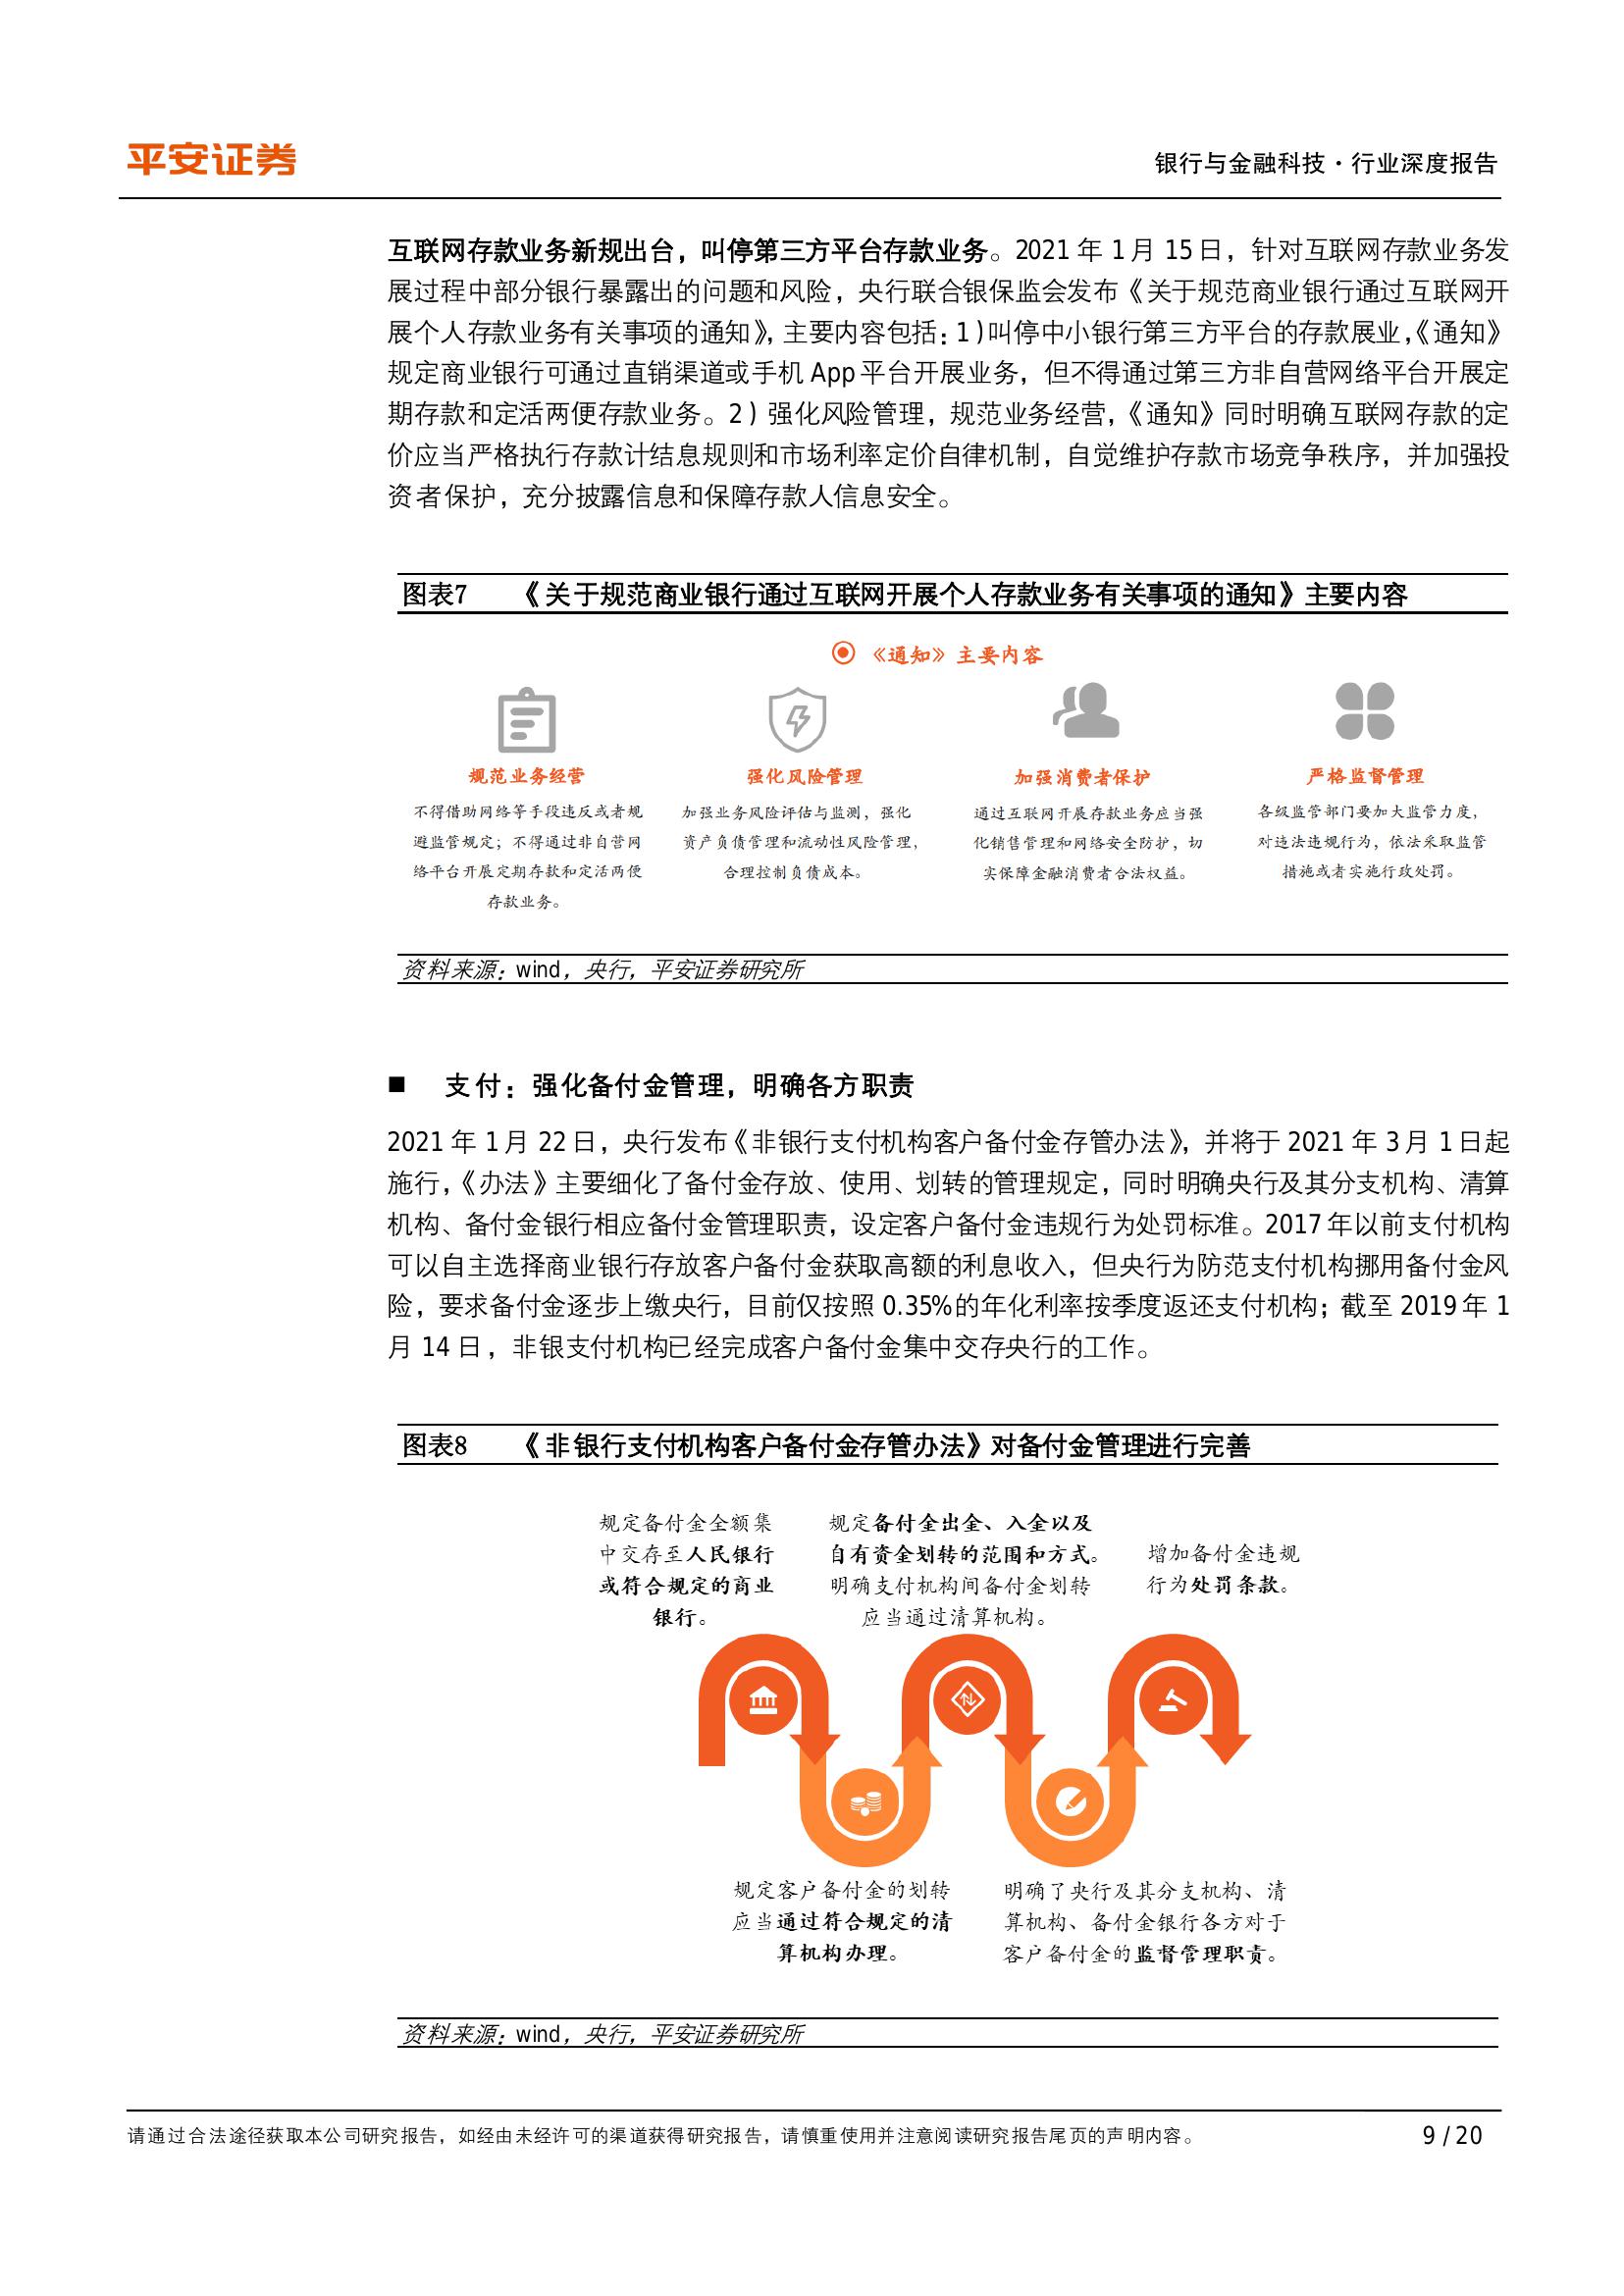 平安证券
银行与金融科技·行业深度报告
互联网存款业务新规出台，叫停第三方平台存款业务。2021 年 1 月 15 日，针对互联网存款业务发
展过程中部分银行暴露出的问题和风险，央行联合银保监会发布《关于规范商业银行通过互联网开
展个人存款业务有关事项的通知》，主要内容包括：1）叫停中小银行第三方平台的存款展业，《通知》
规定商业银行可通过直销渠道或手机 App 平台开展业务，但不得通过第三方非自营网络平台开展定
期存款和定活两便存款业务。2）强化风险管理，规范业务经营，《通知》同时明确互联网存款的定
价应当严格执行存款计结息规则和市场利率定价自律机制，自觉维护存款市场竞争秩序，并加强投
资者保护，充分披露信息和保障存款人信息安全。
图表7 《关于规范商业银行通过互联网开展个人存款业务有关事项的通知》主要内容
《通知》主要内容
规范业务经营
不得借助网络等手段违反或者规
避监管规定；不得通过非自营网
络平台开展定期存款和定活两便
存款业务。
强化风险管理
加强业务风险评估与监测，强化
资产负债管理和流动性风险管理，
合理控制负债成本。
加强消费者保护
通过互联网开展存款业务应当强
化销售管理和网络安全防护，切
实保障金融消费者合法权益。
严格监督管理
各级监管部门要加大监管力度，
对违法违规行为，依法采取监管
措施或者实施行政处罚。
资料来源：wind，央行，平安证券研究所
■ 支付：强化备付金管理，明确各方职责
2021 年 1 月 22 日，央行发布《非银行支付机构客户备付金存管办法》，并将于 2021 年 3 月 1 日起
施行，《办法》主要细化了备付金存放、使用、划转的管理规定，同时明确央行及其分支机构、清算
机构、备付金银行相应备付金管理职责，设定客户备付金违规行为处罚标准。2017 年以前支付机构
可以自主选择商业银行存放客户备付金获取高额的利息收入，但央行为防范支付机构挪用备付金风
险，要求备付金逐步上缴央行，目前仅按照 0.35%的年化利率按季度返还支付机构；截至 2019 年 1
月 14 日，非银支付机构已经完成客户备付金集中交存央行的工作。
图表8 《非银行支付机构客户备付金存管办法》对备付金管理进行完善
规定备付金全额集
中交存至人民银行
或符合规定的商业
银行。
规定备付金出金、入金以及
自有资金划转的范围和方式。
明确支付机构间备付金划转
应当通过清算机构。
增加备付金违规
行为处罚条款。
规定客户备付金的划转
应当通过符合规定的清
算机构办理。
明确了央行及其分支机构、清
算机构、备付金银行各方对于
客户备付金的监督管理职责。
资料来源：wind，央行，平安证券研究所
请通过合法途径获取本公司研究报告，如经由未经许可的渠道获得研究报告，请慎重使用并注意阅读研究报告尾页的声明内容。
9 / 20